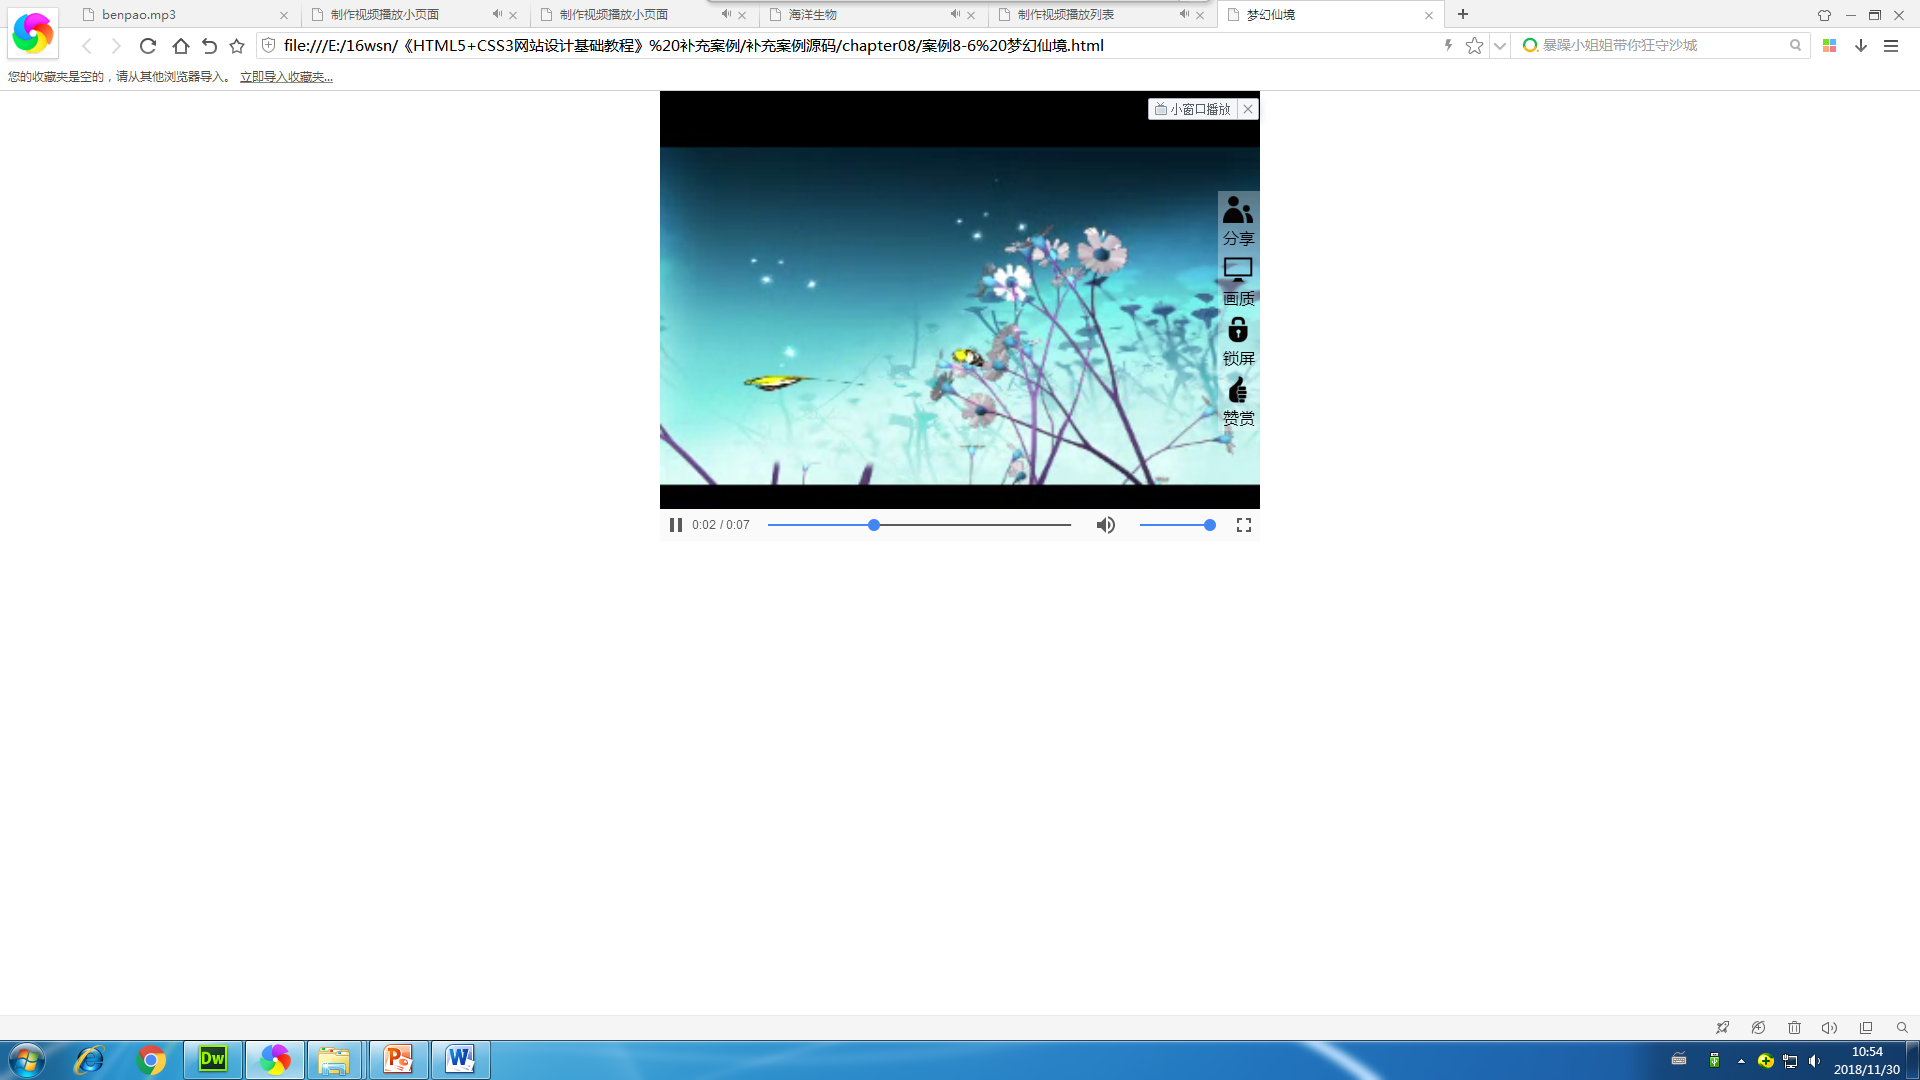 benpao.mp3
制作视频播放小页面
制作视频播放小页面
海洋生物
制作视频播放列表
梦幻仙境
file:///E:/16wsn/《HTML5+CSS3网站设计基础教程》%20补充案例/补充案例源码/chapter08/案例8-6%20梦幻仙境.html
暴躁小姐姐带你狂守沙城
您的收藏夹是空的，请从其他浏览器导入。 立即导入收藏夹...
小窗口播放
分享
画质
锁屏
赞赏
0:02 / 0:07
Dw
10:54
2018/11/30